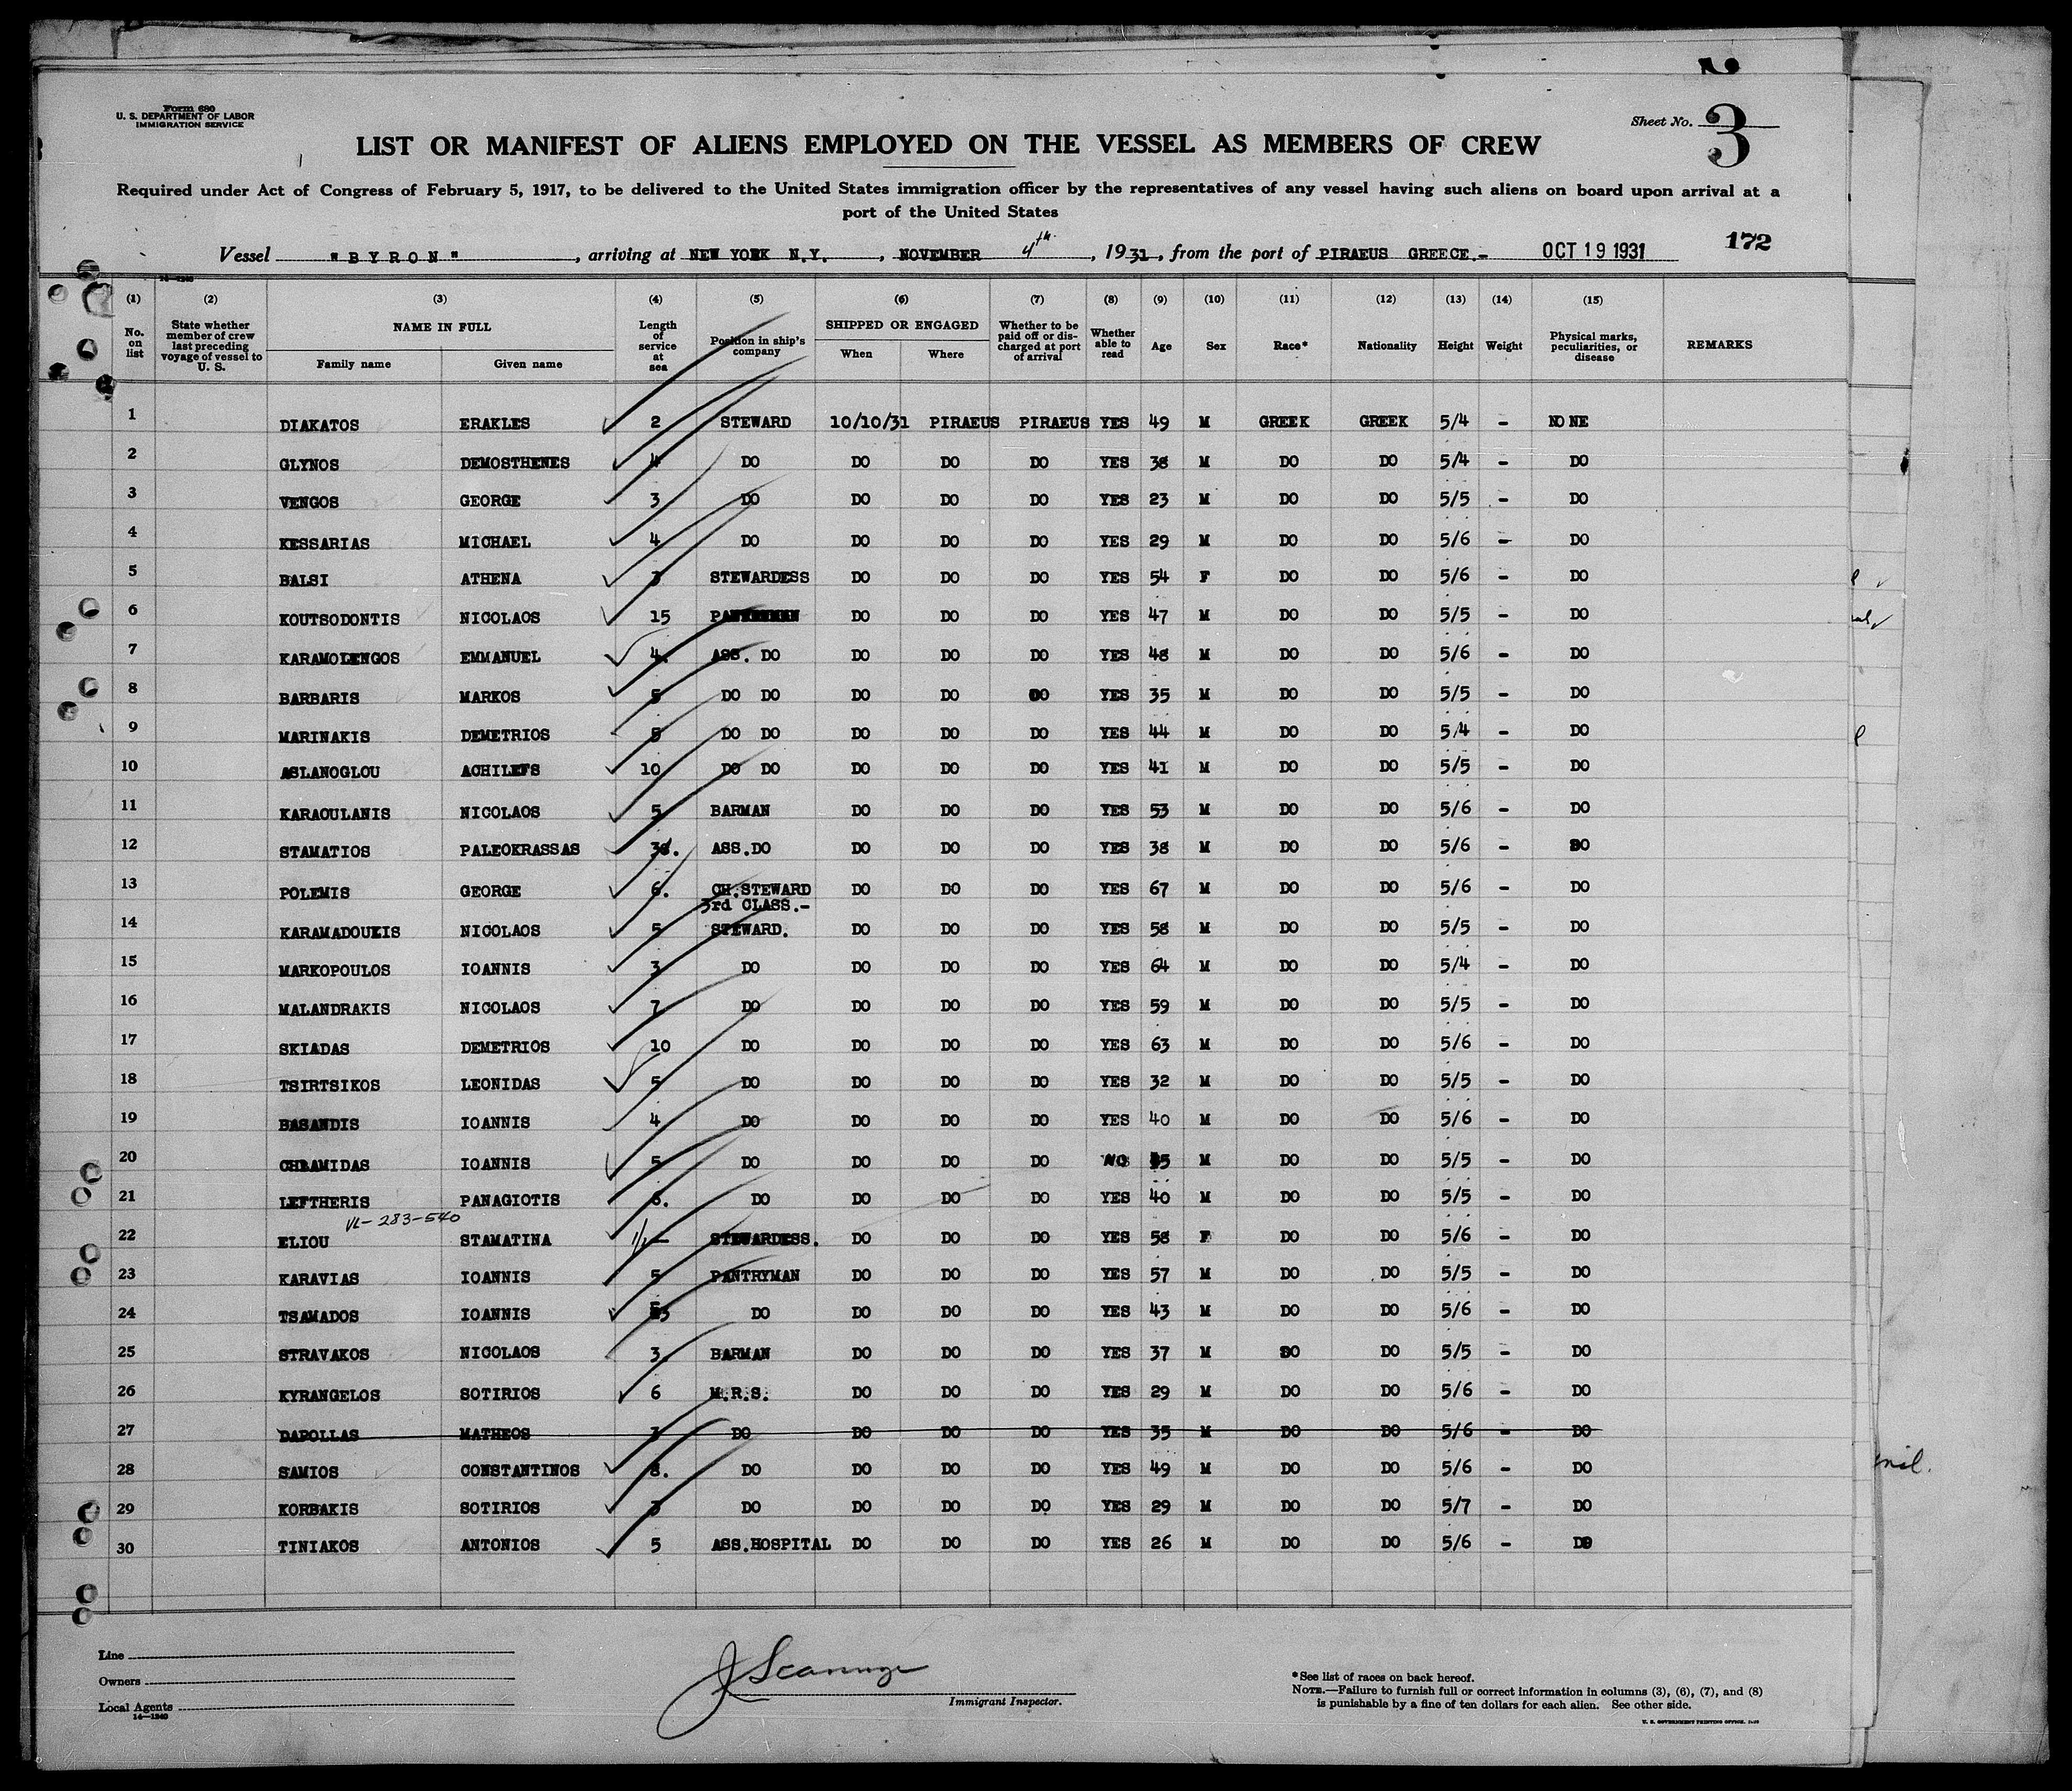 Form 680
U. S. DEPARTMENT OF LABOR
IMMIGRATION SERVICE
Sheet No. 3
LIST OR MANIFEST OF ALIENS EMPLOYED ON THE VESSEL AS MEMBERS OF CREW
Required under Act of Congress of February 5, 1917, to be delivered to the United States immigration officer by the representatives of any vessel having such aliens on board upon arrival at a
port of the United States
172
Vessel "BYRON", arriving at NEW YORK N.Y., NOVEMBER 4th, 1931, from the port of PIRAEUS GREECE.- OCT 19 1931
14-1240
(1) (2) (3) (4) (5) (6) (7) (8) (9) (10) (11) (12) (13) (14) (15)
No. on list State whether member of crew last preceding voyage of vessel to U. S. NAME IN FULL Length of service at sea Position in ship's company SHIPPED OR ENGAGED Whether to be paid off or discharged at port of arrival Whether able to read Age Sex Race* Nationality Height Weight Physical marks, peculiarities, or disease REMARKS
Family name Given name When Where
1 DIAKATOS ERAKLES 2 STEWARD 10/10/31 PIRAEUS PIRAEUS YES 49 M GREEK GREEK 5/4 - NONE
2 GLYNOS DEMOSTHENES 4 DO DO DO DO YES 38 M DO DO 5/4 - DO
3 VENGOS GEORGE 3 DO DO DO DO YES 23 M DO DO 5/5 - DO
4 KESSARIAS MICHAEL 4 DO DO DO DO YES 29 M DO DO 5/6 - DO
5 BALSI ATHENA 3 STEWARDESS DO DO DO YES 54 F DO DO 5/6 - DO
6 KOUTSODONTIS NICOLAOS 15 DO DO DO YES 47 M DO DO 5/5 - DO
7 KARAMOLENGOS EMMANUEL 4. ASS. DO DO DO DO YES 48 M DO DO 5/6 - DO
8 BARBARIS MARKOS 5 DO DO DO DO DO YES 35 M DO DO 5/5 - DO
9 MARINAKIS DEMETRIOS 5 DO DO DO DO DO YES 44 M DO DO 5/4 - DO
10 ASLANOGLOU ACHILEFS 10 DO DO DO DO DO YES 41 M DO DO 5/5 - DO
11 KARAOULANIS NICOLAOS 5 BARMAN DO DO DO YES 53 M DO DO 5/6 - DO
12 STAMATIOS PALEOKRASSAS ASS.DO DO DO DO YES 38 M DO DO 5/6 - DO
13 POLEMIS GEORGE 6. CH.STEWARD DO DO DO YES 67 M DO DO 5/6 - DO
3rd CLASS.-
14 KARAMADOUKIS NICOLAOS 5 STEWARD. DO DO DO YES 58 M DO DO 5/5 - DO
15 MARKOPOULOS IOANNIS 3 DO DO DO DO YES 64 M DO DO 5/4 - DO
16 MALANDRAKIS NICOLAOS 7 DO DO DO DO YES 59 M DO DO 5/5 - DO
17 SKIADAS DEMETRIOS 10 DO DO DO DO YES 63 M DO DO 5/6 - DO
18 TSIRTSIKOS LEONIDAS 5 DO DO DO DO YES 32 M DO DO 5/5 - DO
19 BASANDIS IOANNIS 4 DO DO DO DO YES 40 M DO DO 5/6 - DO
20 CHRAMIDAS IOANNIS 5 DO DO DO DO NO M DO DO 5/5 - DO
21 LEFTHERIS PANAGIOTIS 6. DO DO DO DO YES 40 M DO DO 5/5 - DO
VL-283-540
22 ELIOU STAMATINA STEWARDESS. DO DO DO YES 58 F DO DO 5/6 - DO
23 KARAVIAS IOANNIS 5 PANTRYMAN DO DO DO YES 57 M DO DO 5/5 - DO
24 TSAMADOS IOANNIS DO DO DO DO YES 43 M DO DO 5/6 - DO
25 STRAVAKOS NICOLAOS 3. BARMAN DO DO DO YES 37 M DO DO 5/5 - DO
26 KYRANGELOS SOTIRIOS 6 M.R.S. DO DO DO YES 29 M DO DO 5/6 - DO
27 DAPOLLAS MATHEOS 3 DO DO DO DO YES 35 M DO DO 5/6 - DO
28 SAMIOS CONSTANTINOS 8. DO DO DO DO YES 49 M DO DO 5/6 - DO
29 KORBAKIS SOTIRIOS 3 DO DO DO DO YES 29 M DO DO 5/7 - DO
30 TINIAKOS ANTONIOS 5 ASS.HOSPITAL DO DO DO YES 26 M DO DO 5/6 - DO
Line
Owners
Local Agents
14-1240
Immigrant Inspector.
*See list of races on back hereof.
NOTE.—Failure to furnish full or correct information in columns (3), (6), (7), and (8)
is punishable by a fine of ten dollars for each alien. See other side.
U. S. GOVERNMENT PRINTING OFFICE